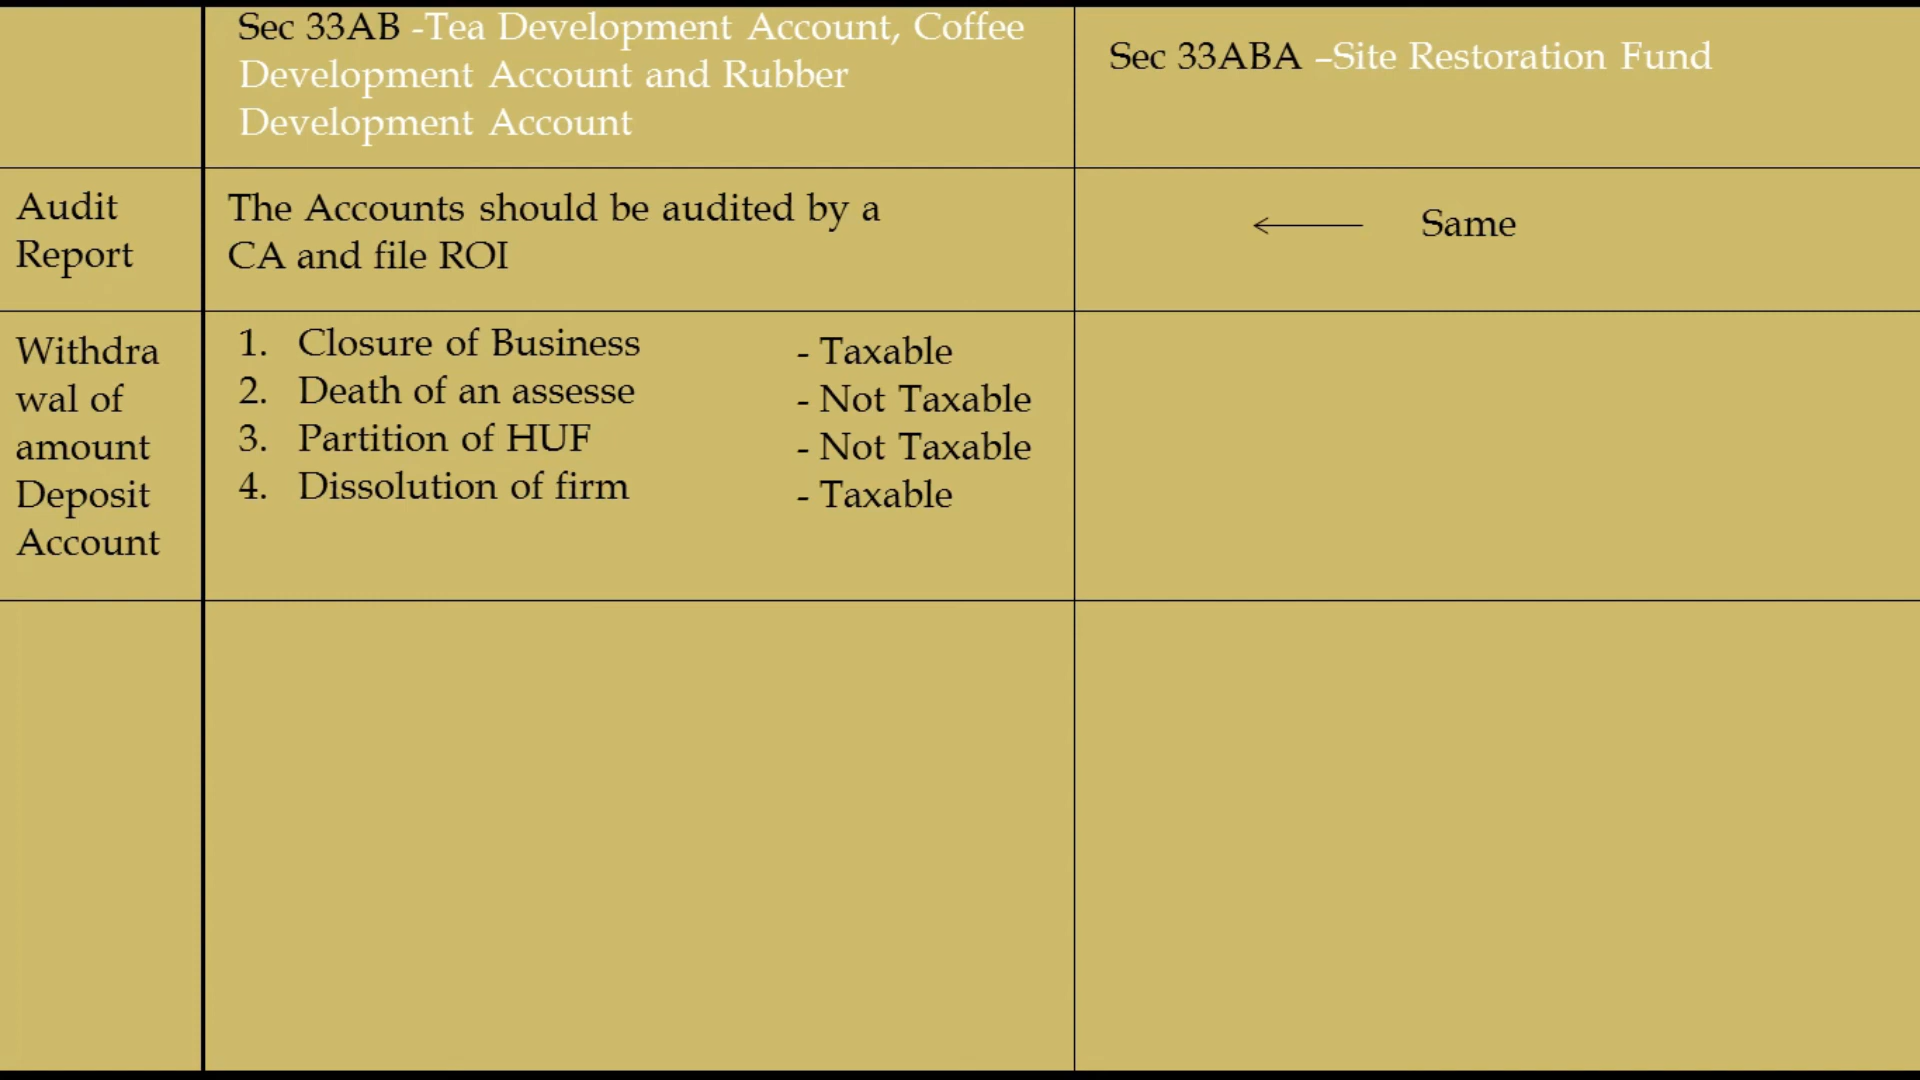 Sec 33AB -Tea Development Account, Coffee
Development Account and Rubber
Development Account
Sec 33ABA –Site Restoration Fund
Audit
Report
The Accounts should be audited by a
CA and file ROI
Same
Withdra
wal of
amount
Deposit
Account
1. Closure of Business - Taxable
2. Death of an assesse - Not Taxable
3. Partition of HUF - Not Taxable
4. Dissolution of firm - Taxable